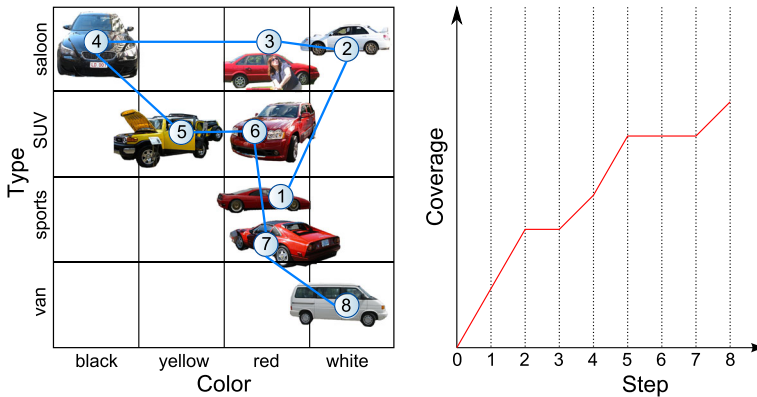 Type
saloon
SUV
sports
van
4
3
2
5
6
1
7
8
black yellow red white
Color
Coverage
0 1 2 3 4 5 6 7 8
Step